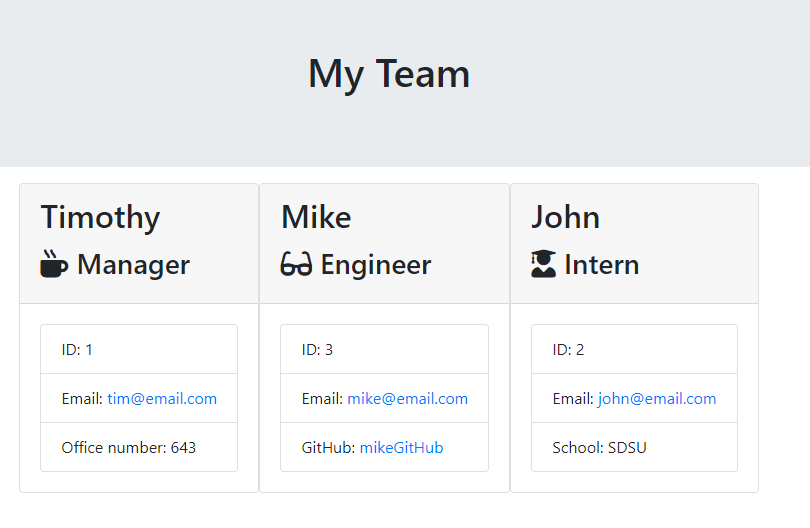 My Team
Timothy
Manager
ID: 1
Email: tim@email.com
Office number: 643
Mike
Engineer
ID: 3
Email: mike@email.com
GitHub: mikeGitHub
John
Intern
ID: 2
Email: john@email.com
School: SDSU